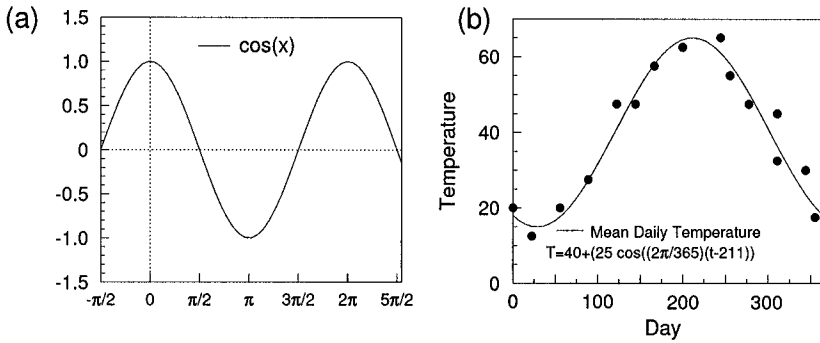 (a)
1.5
1.0
0.5
0
-0.5
-1.0
-1.5
cos(x)
-π/2 0 π/2 π 3π/2 2π 5π/2
(b)
Temperature
60
40
20
0
Mean Daily Temperature
T=40+(25 cos((2π/365)(t-211))
0 100 200 300
Day